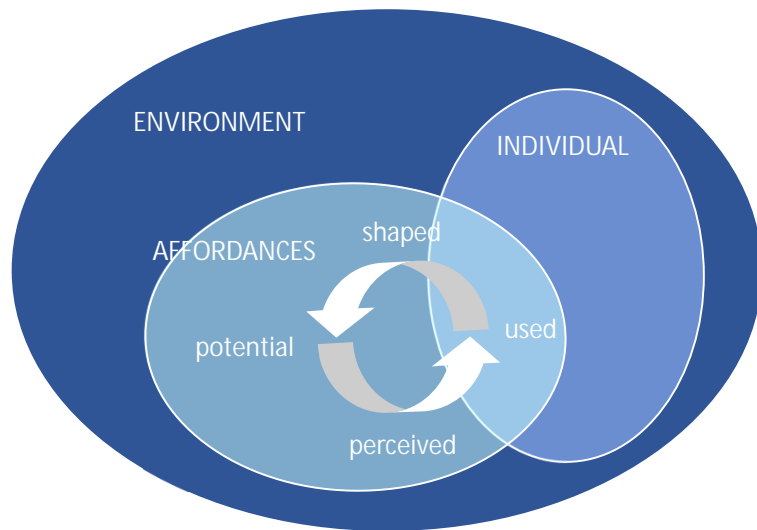 ENVIRONMENT
INDIVIDUAL
shaped
AFFORDANCES
potential
used
perceived